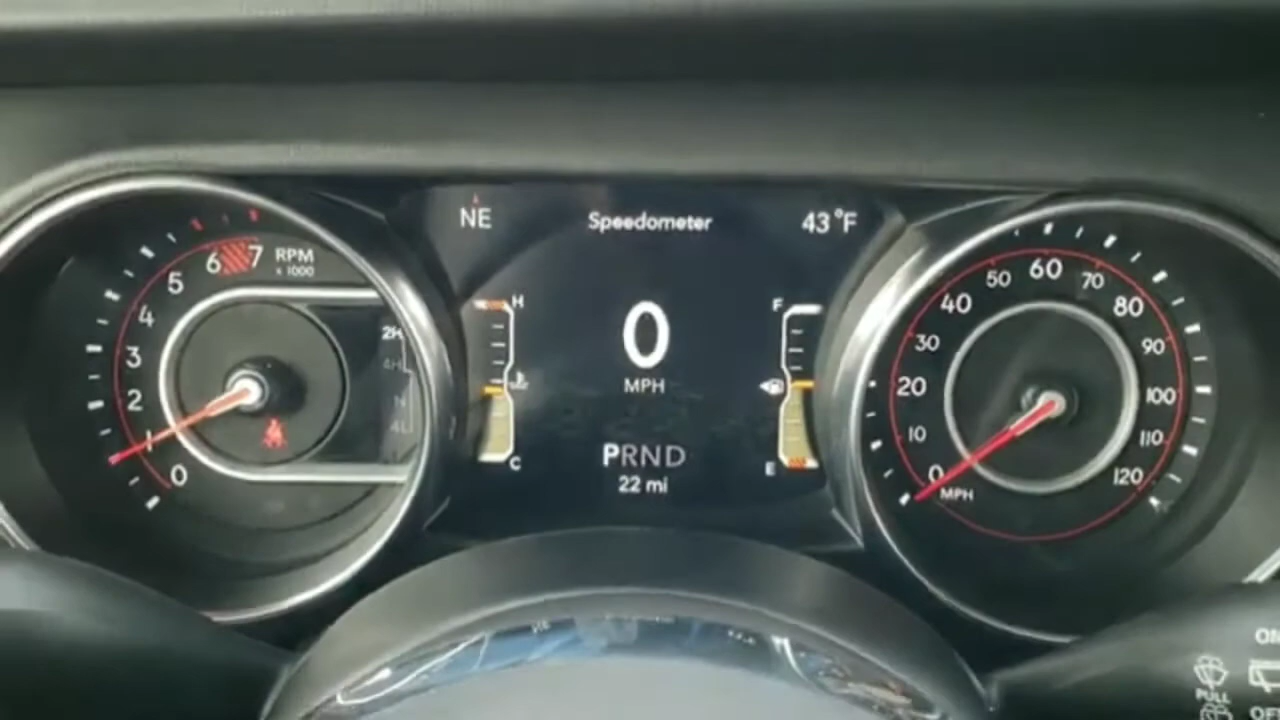 NE Speedometer 43°F
0
MPH
PRND
22 mi
H
C
F
E
0 1 2 3 4 5 6 7
RPM
x 1000
2H
4H
N
4L
0 10 20 30 40 50 60 70 80 90 100 110 120
MPH
PULL